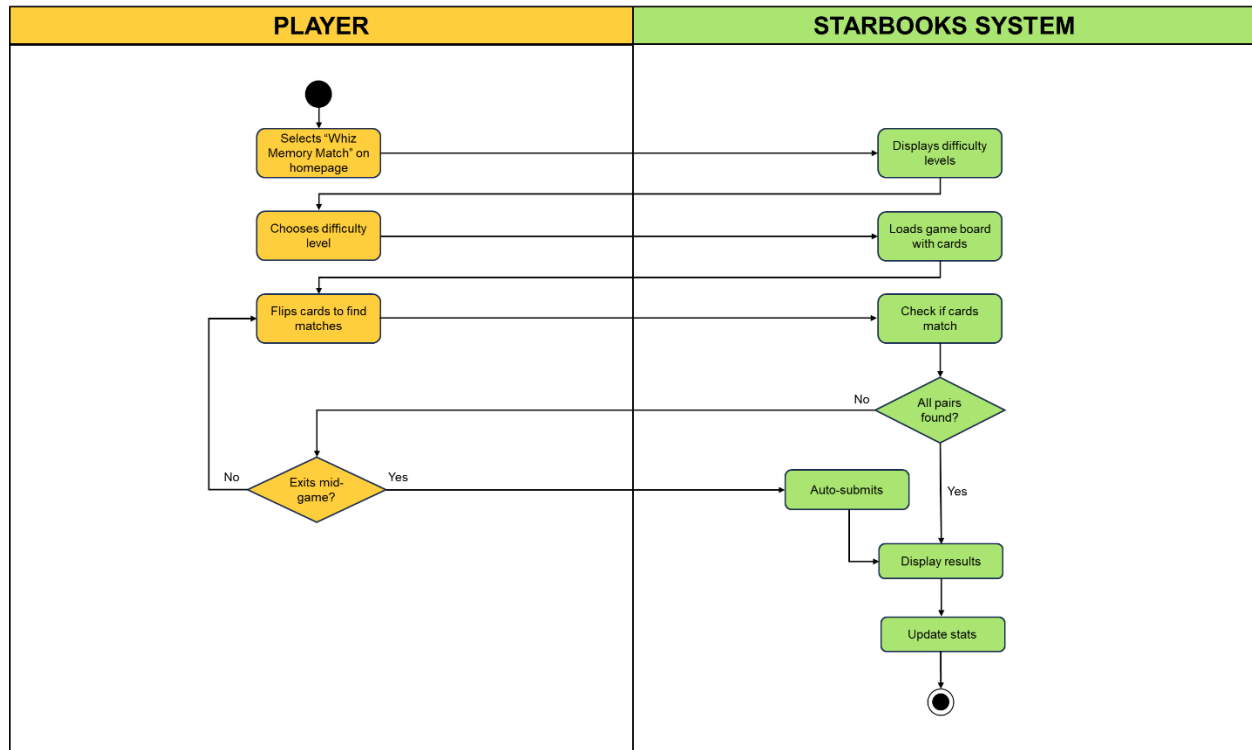 PLAYER
STARBOOKS SYSTEM
Selects “Whiz
Memory Match” on
homepage
Displays difficulty
levels
Chooses difficulty
level
Loads game board
with cards
Flips cards to find
matches
Check if cards
match
All pairs
found?
No
Exits mid-
game?
No
Yes
Auto-submits
Yes
Display results
Update stats